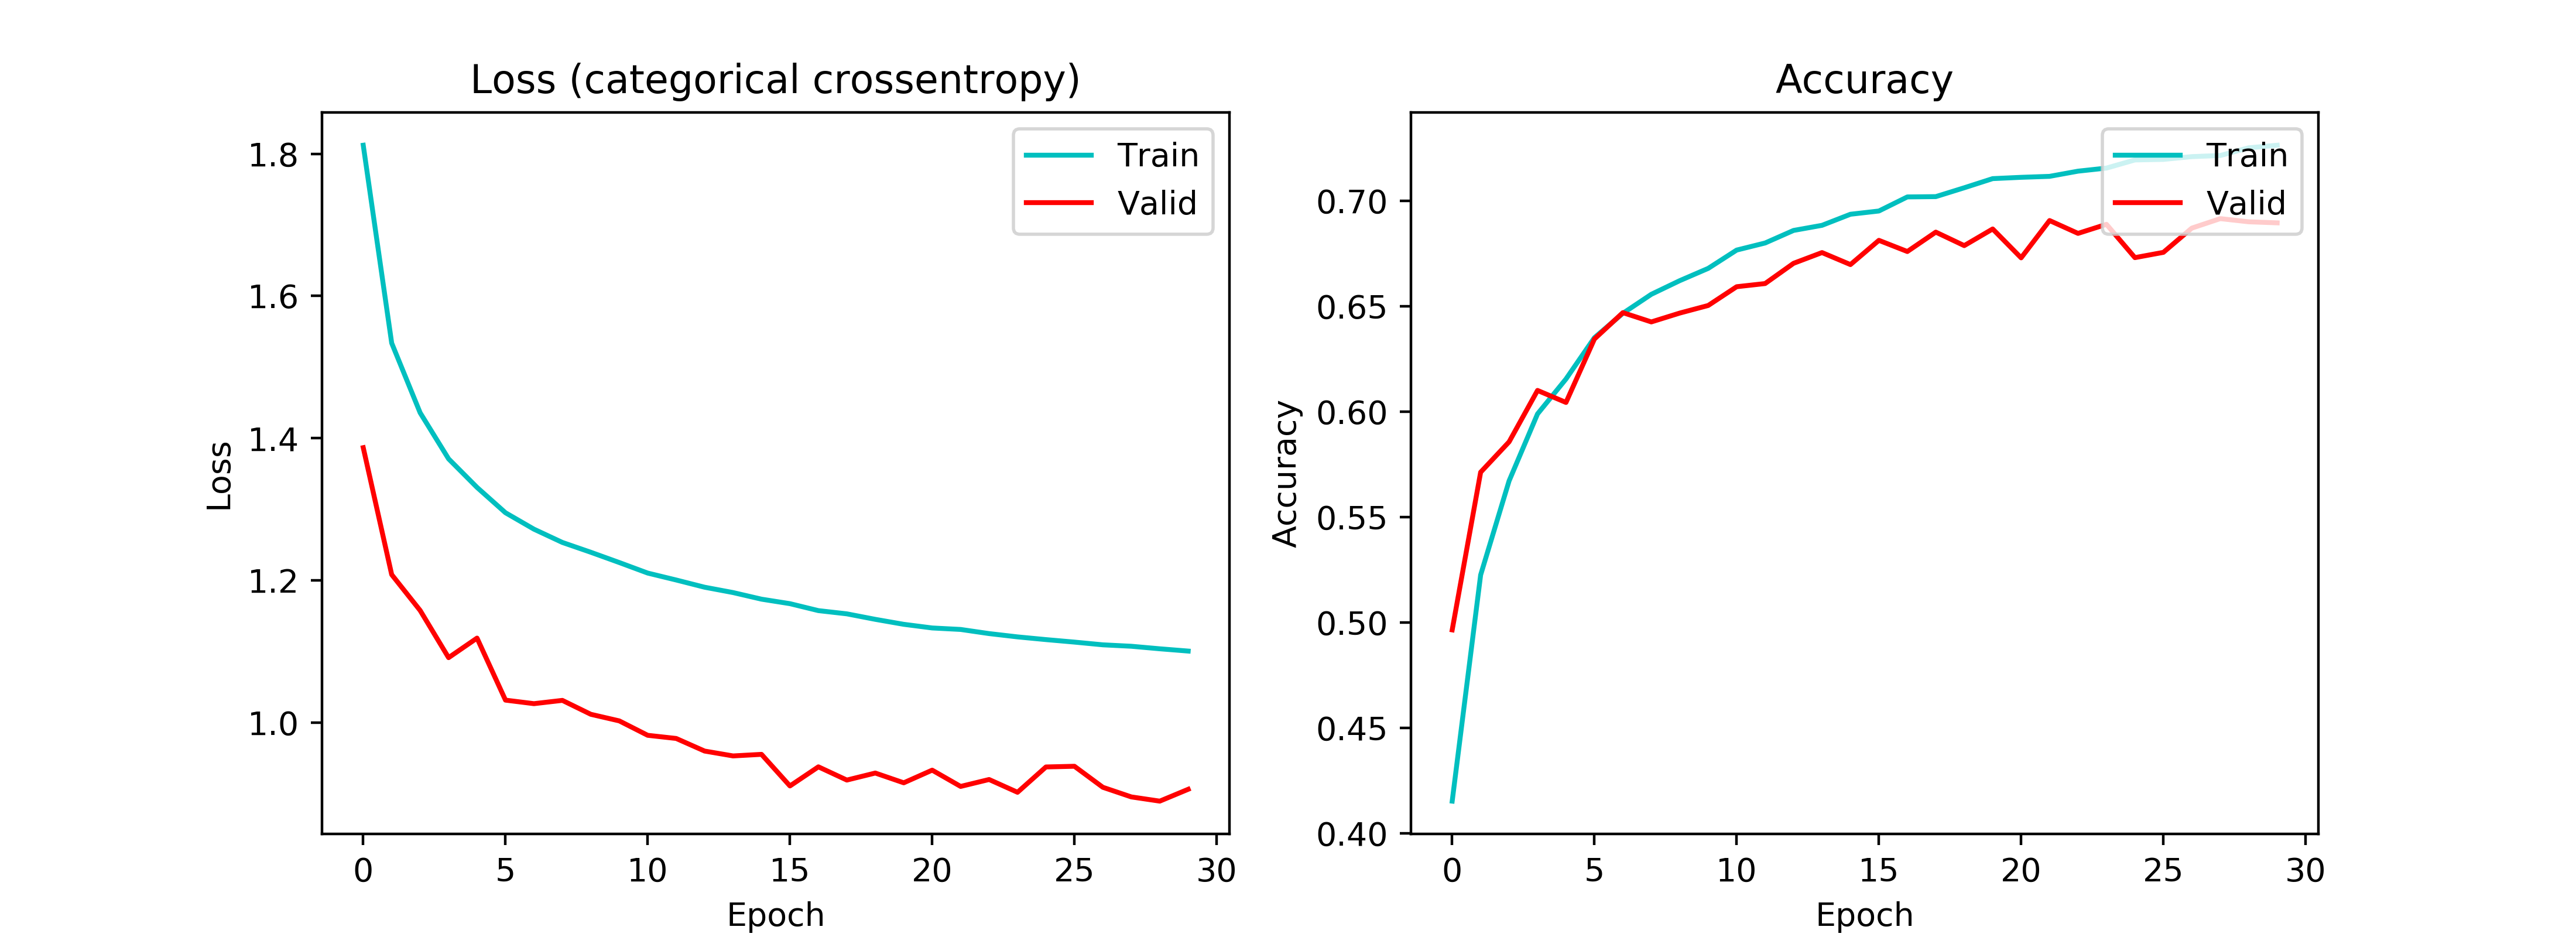 Loss (categorical crossentropy)
Train
Valid
1.8
1.6
1.4
1.2
1.0
Loss
0 5 10 15 20 25 30
Epoch
Accuracy
Train
Valid
0.70
0.65
0.60
0.55
0.50
0.45
0.40
Accuracy
0 5 10 15 20 25 30
Epoch